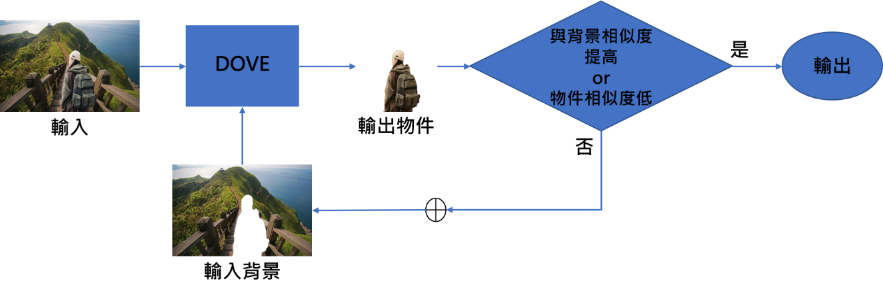 輸入
DOVE
輸出物件
與背景相似度
提高
or
物件相似度低
是
輸出
否
輸入背景